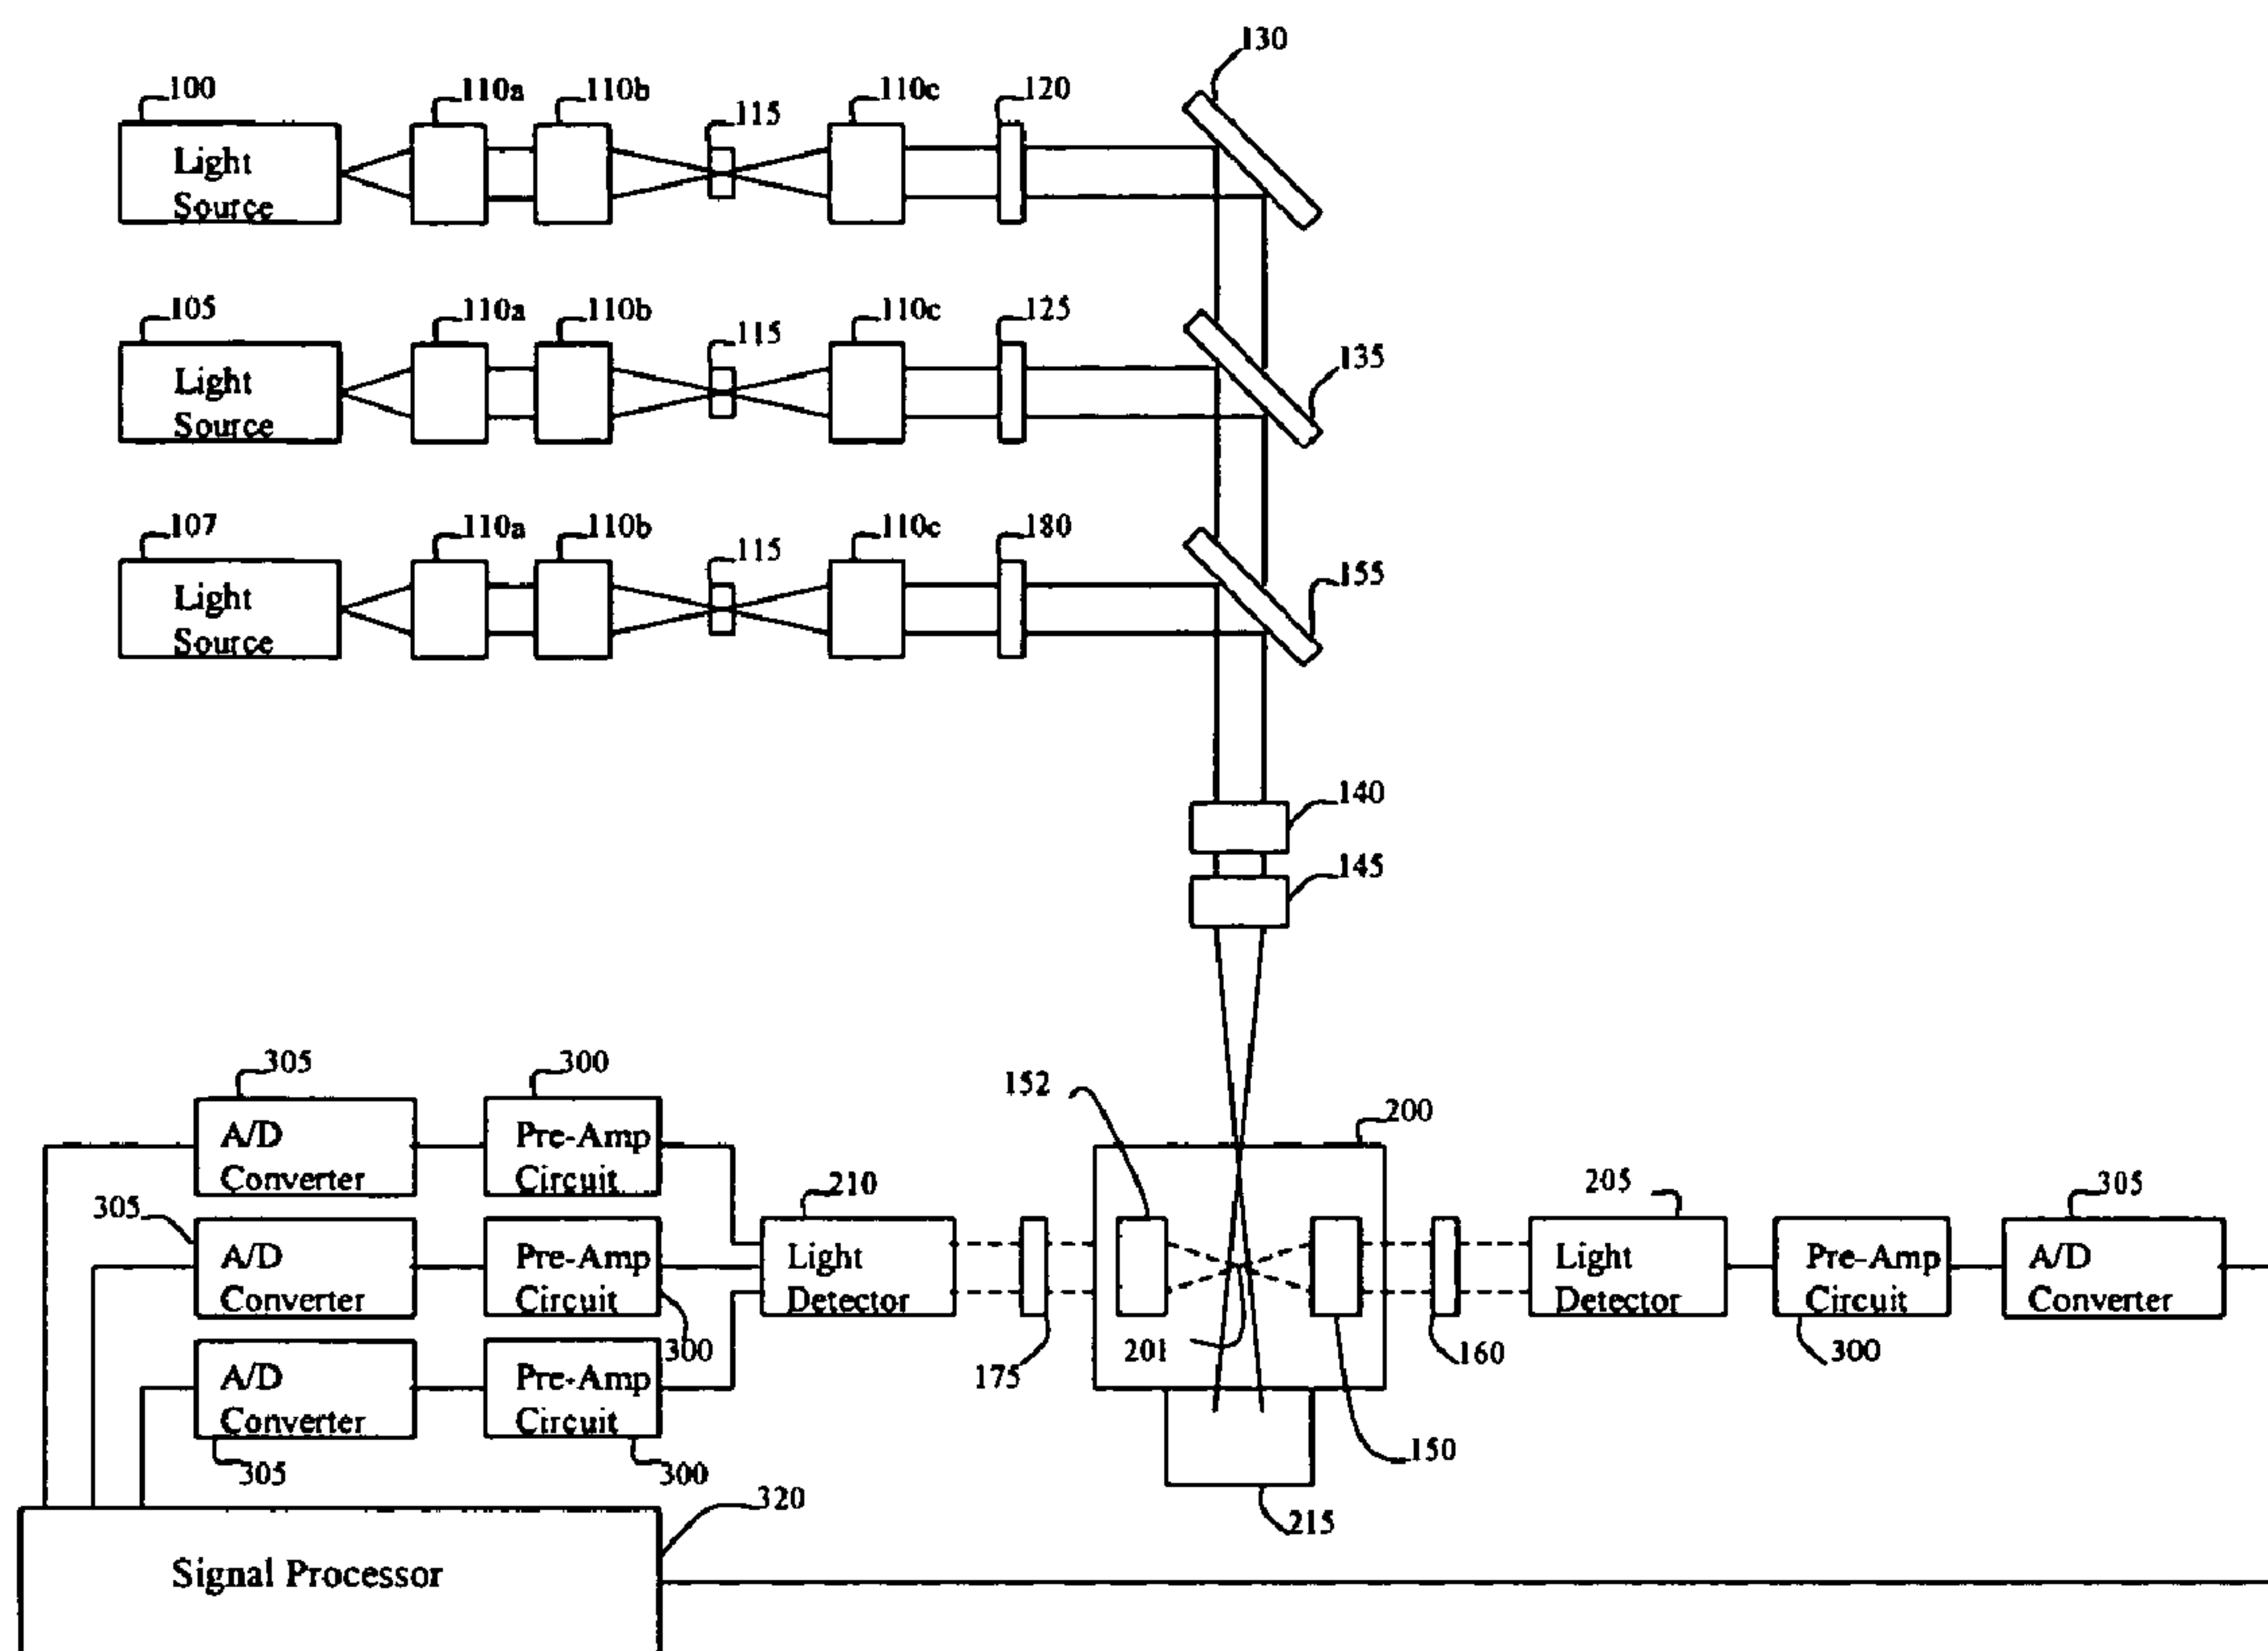 130
100
110a
110b
115
110c
120
Light
Source
105
110a
110b
115
110c
125
135
Light
Source
107
110a
110b
115
110c
180
155
Light
Source
140
145
305
300
152
200
A/D
Converter
Pre-Amp
Circuit
305
210
205
305
A/D
Converter
Pre-Amp
Circuit
Light
Detector
Light
Detector
Pre-Amp
Circuit
A/D
Converter
300
175
201
160
300
A/D
Converter
Pre-Amp
Circuit
305
300
150
320
215
Signal Processor